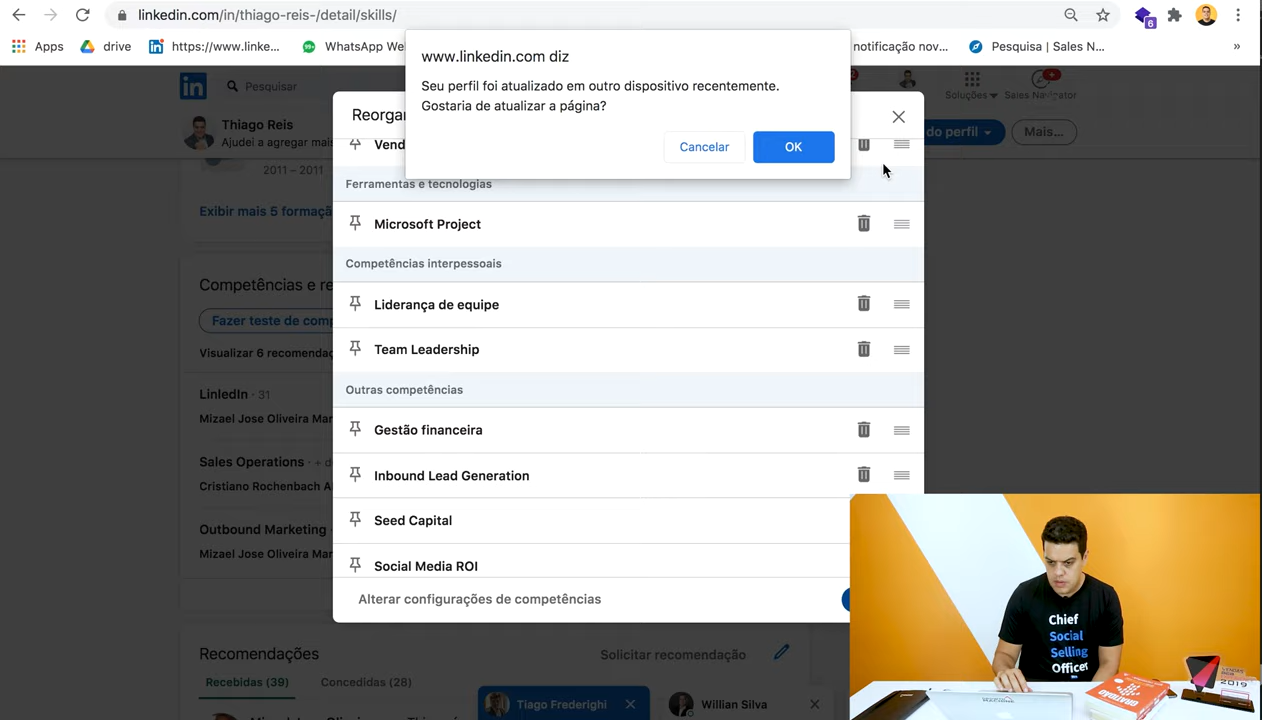 linkedin.com/in/thiago-reis-/detail/skills/
6
Apps
drive
https://www.linke...
WhatsApp We
notificação nov...
Pesquisa | Sales N...
»
www.linkedin.com diz
Seu perfil foi atualizado em outro dispositivo recentemente.
Gostaria de atualizar a página?
Cancelar
OK
in
Pesquisar
Soluções
Sales Navigator
Thiago Reis
Ajudei a agregar mais
do perfil
Mais...
Reorgan
Vend
2011 – 2011
Exibir mais 5 formaçã
Ferramentas e tecnologias
Microsoft Project
Competências interpessoais
Liderança de equipe
Team Leadership
Outras competências
Gestão financeira
Inbound Lead Generation
Seed Capital
Social Media ROI
Alterar configurações de competências
Competências e re
Fazer teste de comp
Visualizar 6 recomendaç
LinledIn · 31
Mizael Jose Oliveira Mar
Sales Operations · + d
Cristiano Rochenbach A
Outbound Marketing
Mizael Jose Oliveira Mar
Recomendações
Solicitar recomendação
Recebidas (39)
Concedidas (28)
Tiago Frederighi
Willian Silva
Chief
Social
Selling
Officer
2019